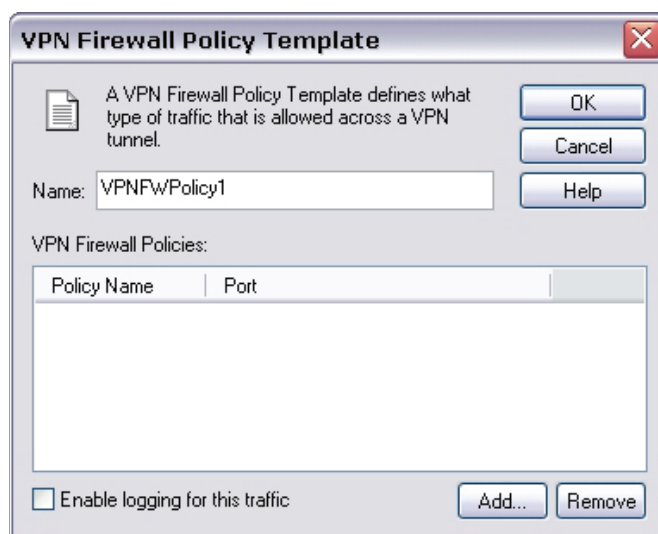 VPN Firewall Policy Template
A VPN Firewall Policy Template defines what
type of traffic that is allowed across a VPN
tunnel.
OK
Cancel
Name: VPNFWPolicy1
Help
VPN Firewall Policies:
Policy Name Port
Enable logging for this traffic
Add... Remove